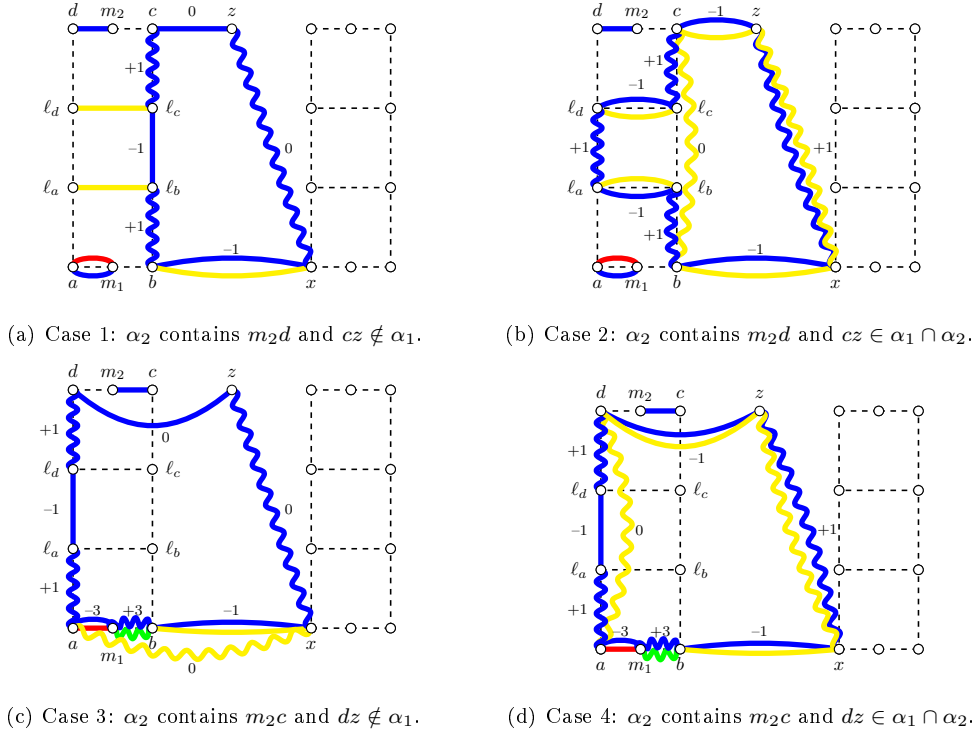 d m₂ c 0 z
+1
ℓd ℓc
–1 0
ℓa ℓb
+1
–1
a m₁ b x
(a) Case 1: α₂ contains m₂d and cz ∉ α₁.
d m₂ c –1 z
+1
–1
ℓd ℓc
+1 0 +1
ℓa ℓb
–1
+1 –1
a m₁ b x
(b) Case 2: α₂ contains m₂d and cz ∈ α₁ ∩ α₂.
d m₂ c z
+1 0
ℓd ℓc
–1 0
ℓa ℓb
+1
–3 +3 –1
a m₁ b x
0
(c) Case 3: α₂ contains m₂c and dz ∉ α₁.
d m₂ c z
+1 –1
ℓd ℓc
–1 0 +1
ℓa ℓb
+1
–3 +3 –1
a m₁ b x
(d) Case 4: α₂ contains m₂c and dz ∈ α₁ ∩ α₂.